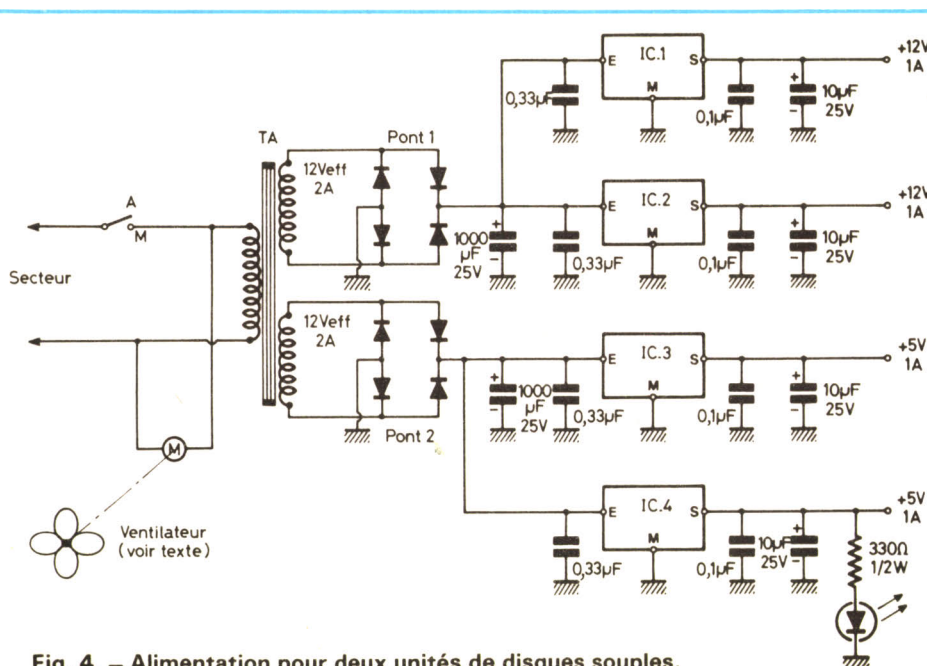 +12V
1A
IC.1
E
S
M
0,33µF
0,1µF
+
10µF
-
25V
TA
Pont 1
12Veff
2A
A
M
Secteur
+12V
1A
IC.2
E
S
M
+
1000
µF
-
25V
0,33µF
0,1µF
+
10µF
-
25V
12Veff
2A
Pont 2
+5V
1A
IC.3
E
S
M
+
1000
µF
-
25V
0,33µF
0,1µF
+
10µF
-
25V
M
Ventilateur
(voir texte)
+5V
1A
IC.4
E
S
M
0,33µF
0,1µF
+
10µF
25V
-
330Ω
1/2W
Fig. 4. – Alimentation pour deux unités de disques souples.